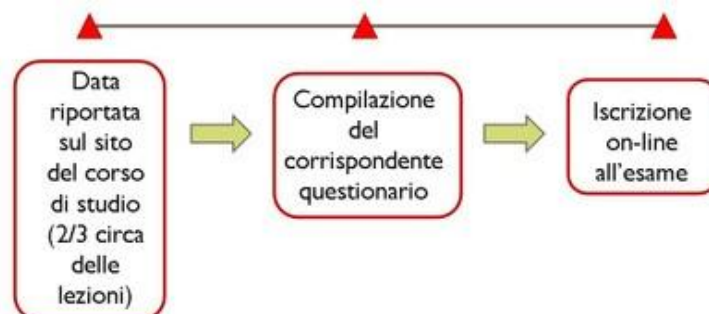 Data
riportata
sul sito
del corso
di studio
(2/3 circa
delle
lezioni)
Compilazione
del
corrispondente
questionario
Iscrizione
on-line
all'esame